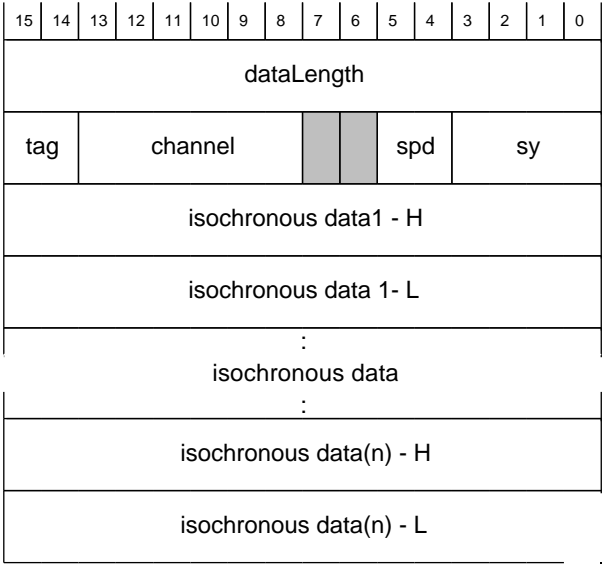 15 14 13 12 11 10 9 8 7 6 5 4 3 2 1 0
dataLength
tag channel spd sy
isochronous data1 - H
isochronous data 1- L
:
isochronous data
:
isochronous data(n) - H
isochronous data(n) - L